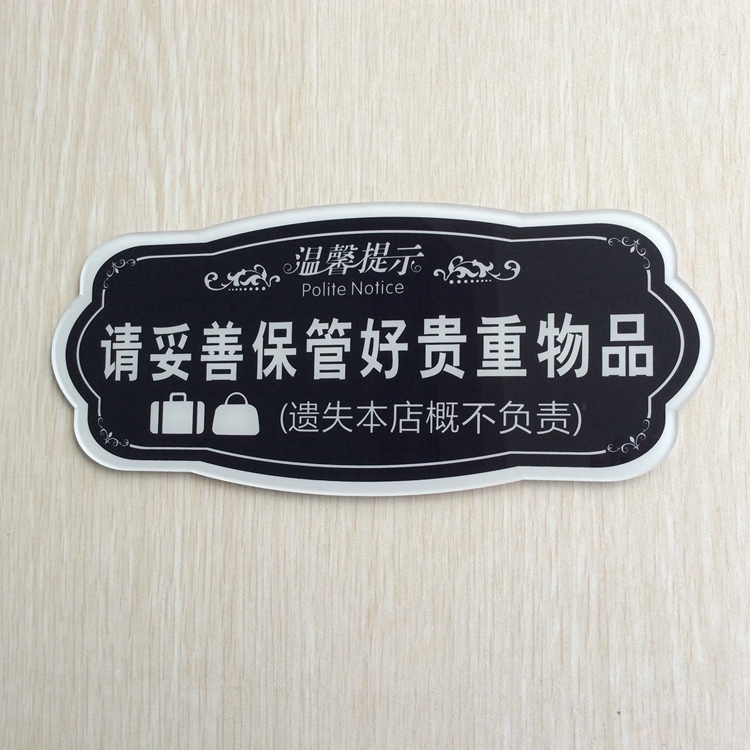 温馨提示
Polite Notice
请妥善保管好贵重物品
(遗失本店概不负责)